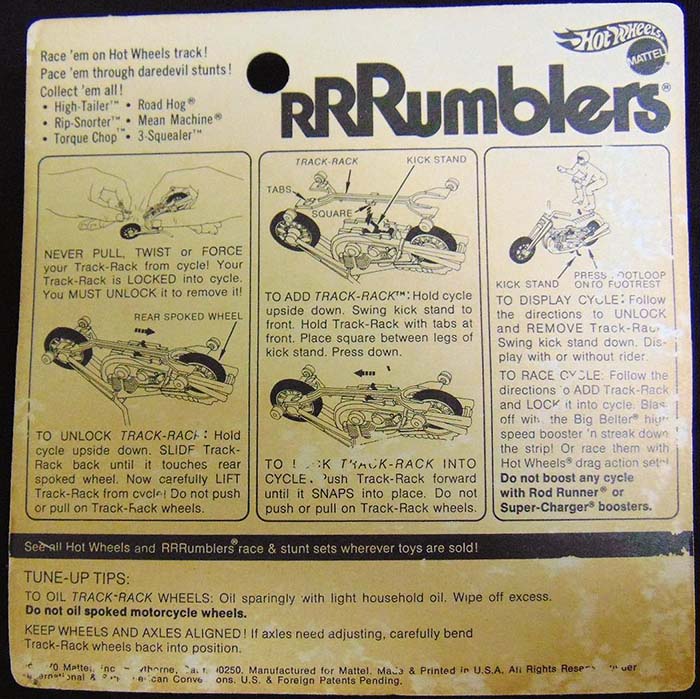 Race 'em on Hot Wheels track!
Pace 'em through daredevil stunts!
Collect 'em all!
• High-Tailer™ • Road Hog®
• Rip-Snorter™ • Mean Machine®
• Torque Chop™ • 3-Squealer™
Hot Wheels®
MATTEL
RRRumblers®
NEVER PULL, TWIST or FORCE
your Track-Rack from cycle! Your
Track-Rack is LOCKED into cycle.
You MUST UNLOCK it to remove it!
REAR SPOKED WHEEL
TO UNLOCK TRACK-RACK: Hold
cycle upside down. SLIDE Track-
Rack back until it touches rear
spoked wheel. Now carefully LIFT
Track-Rack from cycle! Do not push
or pull on Track-Rack wheels.
TRACK-RACK
KICK STAND
TABS
SQUARE
TO ADD TRACK-RACK™: Hold cycle
upside down. Swing kick stand to
front. Hold Track-Rack with tabs at
front. Place square between legs of
kick stand. Press down.
TO TRACK-RACK INTO
CYCLE. Push Track-Rack forward
until it SNAPS into place. Do not
push or pull on Track-Rack wheels.
KICK STAND
PRESS
ONTO FOOTREST
TO DISPLAY CYCLE: Follow
the directions to UNLOCK
and REMOVE Track-Rack
Swing kick stand down. Dis-
play with or without rider.
TO RACE CYCLE: Follow the
directions to ADD Track-Rack
and LOCK it into cycle. Blast
off with the Big Belter® high
speed booster 'n streak down
the strip! Or race them with
Hot Wheels® drag action sets!
Do not boost any cycle
with Rod Runner® or
Super-Charger® boosters.
See all Hot Wheels and RRRumblers® race & stunt sets wherever toys are sold!
TUNE-UP TIPS:
TO OIL TRACK-RACK WHEELS: Oil sparingly with light household oil. Wipe off excess.
Do not oil spoked motorcycle wheels.
KEEP WHEELS AND AXLES ALIGNED! If axles need adjusting, carefully bend
Track-Rack wheels back into position.
Mattel, Inc. Manufactured for Mattel. Made & Printed in U.S.A. All Rights
& Conventions. U.S. & Foreign Patents Pending.